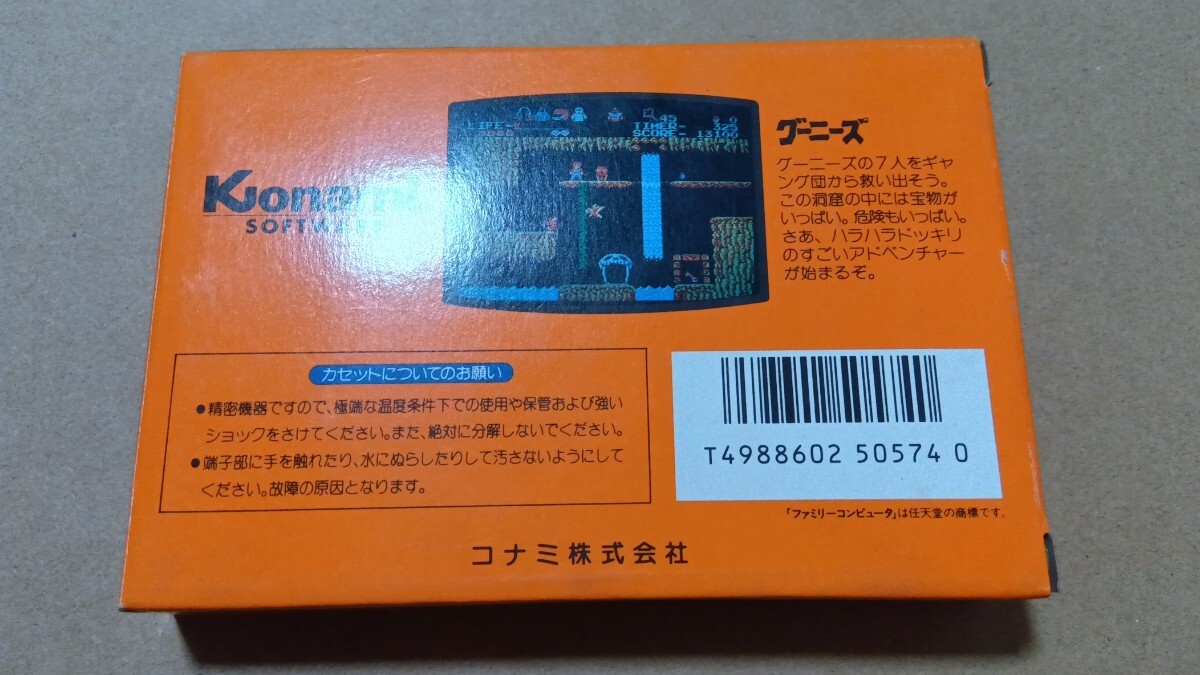 Konami
SOFTWA
LIFE-
45
0
TIMER- 325
SCORE- 13100
グーニーズ
グーニーズの7人をギャ
ング団から救い出そう。
この洞窟の中には宝物が
いっぱい。危険もいっぱい。
さあ、ハラハラドッキリ
のすごいアドベンチャー
が始まるぞ。
カセットについてのお願い
●精密機器ですので、極端な温度条件下での使用や保管および強い
ショックをさけてください。また、絶対に分解しないでください。
●端子部に手を触れたり、水にぬらしたりして汚さないようにして
ください。故障の原因となります。
T4988602 50574 0
「ファミリーコンピュータ」は任天堂の商標です。
コナミ株式会社